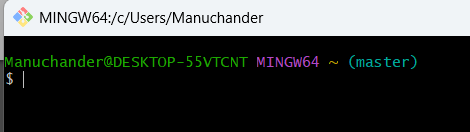 MINGW64:/c/Users/Manuchander
Manuchander@DESKTOP-55VTCNT MINGW64 ~ (master)
$